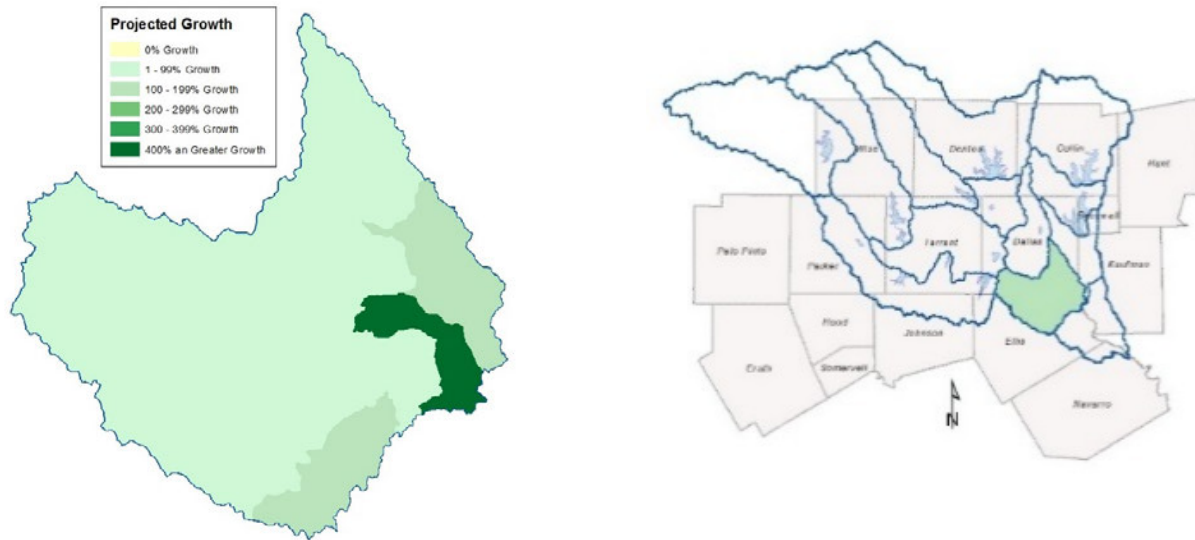 Projected Growth
0% Growth
1 - 99% Growth
100 - 199% Growth
200 - 299% Growth
300 - 399% Growth
400% an Greater Growth
Wise
Denton
Collin
Hunt
Rockwall
Palo Pinto
Parker
Tarrant
Dallas
Kaufman
Hood
Johnson
Ellis
Erath
Somervell
Navarro
N